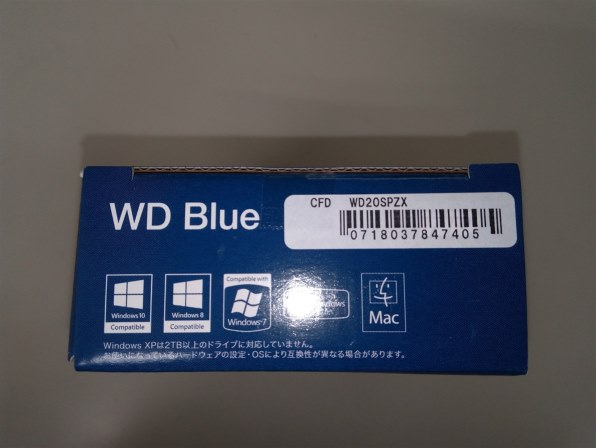 WD Blue
CFD WD20SPZX
0718037847405
Windows 10
Compatible
Windows 8
Compatible
Compatible with
Windows 7
Mac
Windows XPは2TB以上のドライブに対応していません。
お使いになっているハードウェアの設定・OSにより互換性が異なる場合があります。